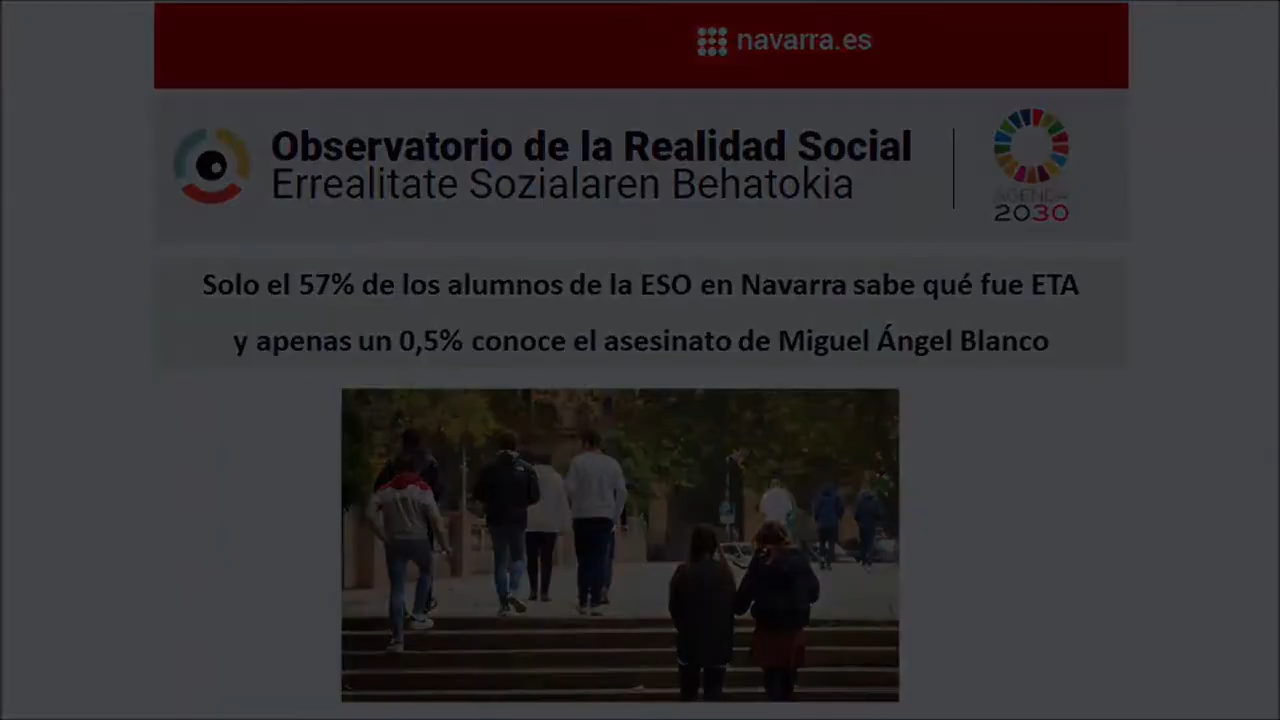 navarra.es
Observatorio de la Realidad Social
Errealitate Sozialaren Behatokia
AGENDA
2030
Solo el 57% de los alumnos de la ESO en Navarra sabe qué fue ETA
y apenas un 0,5% conoce el asesinato de Miguel Ángel Blanco